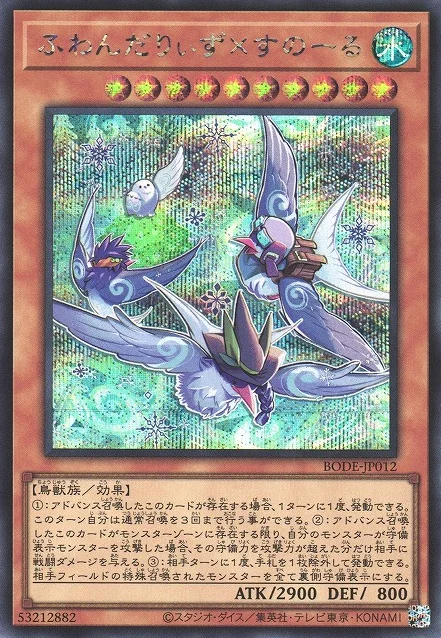 ふわんだりぃず×すのーる
水
BODE-JP012
【鳥獣族／効果】
①：アドバンス召喚したこのカードが存在する場合、1ターンに1度、発動できる。
このターン自分は通常召喚を3回まで行う事ができる。②：アドバンス召喚
したこのカードがモンスターゾーンに存在する限り、自分のモンスターが守備
表示モンスターを攻撃した場合、その守備力を攻撃力が超えた分だけ相手に
戦闘ダメージを与える。③：相手ターンに1度、手札を1枚除外して発動できる。
相手フィールドの特殊召喚されたモンスターを全て裏側守備表示にする。
ATK/2900 DEF/ 800
53212882
©スタジオ・ダイス／集英社・テレビ東京・KONAMI